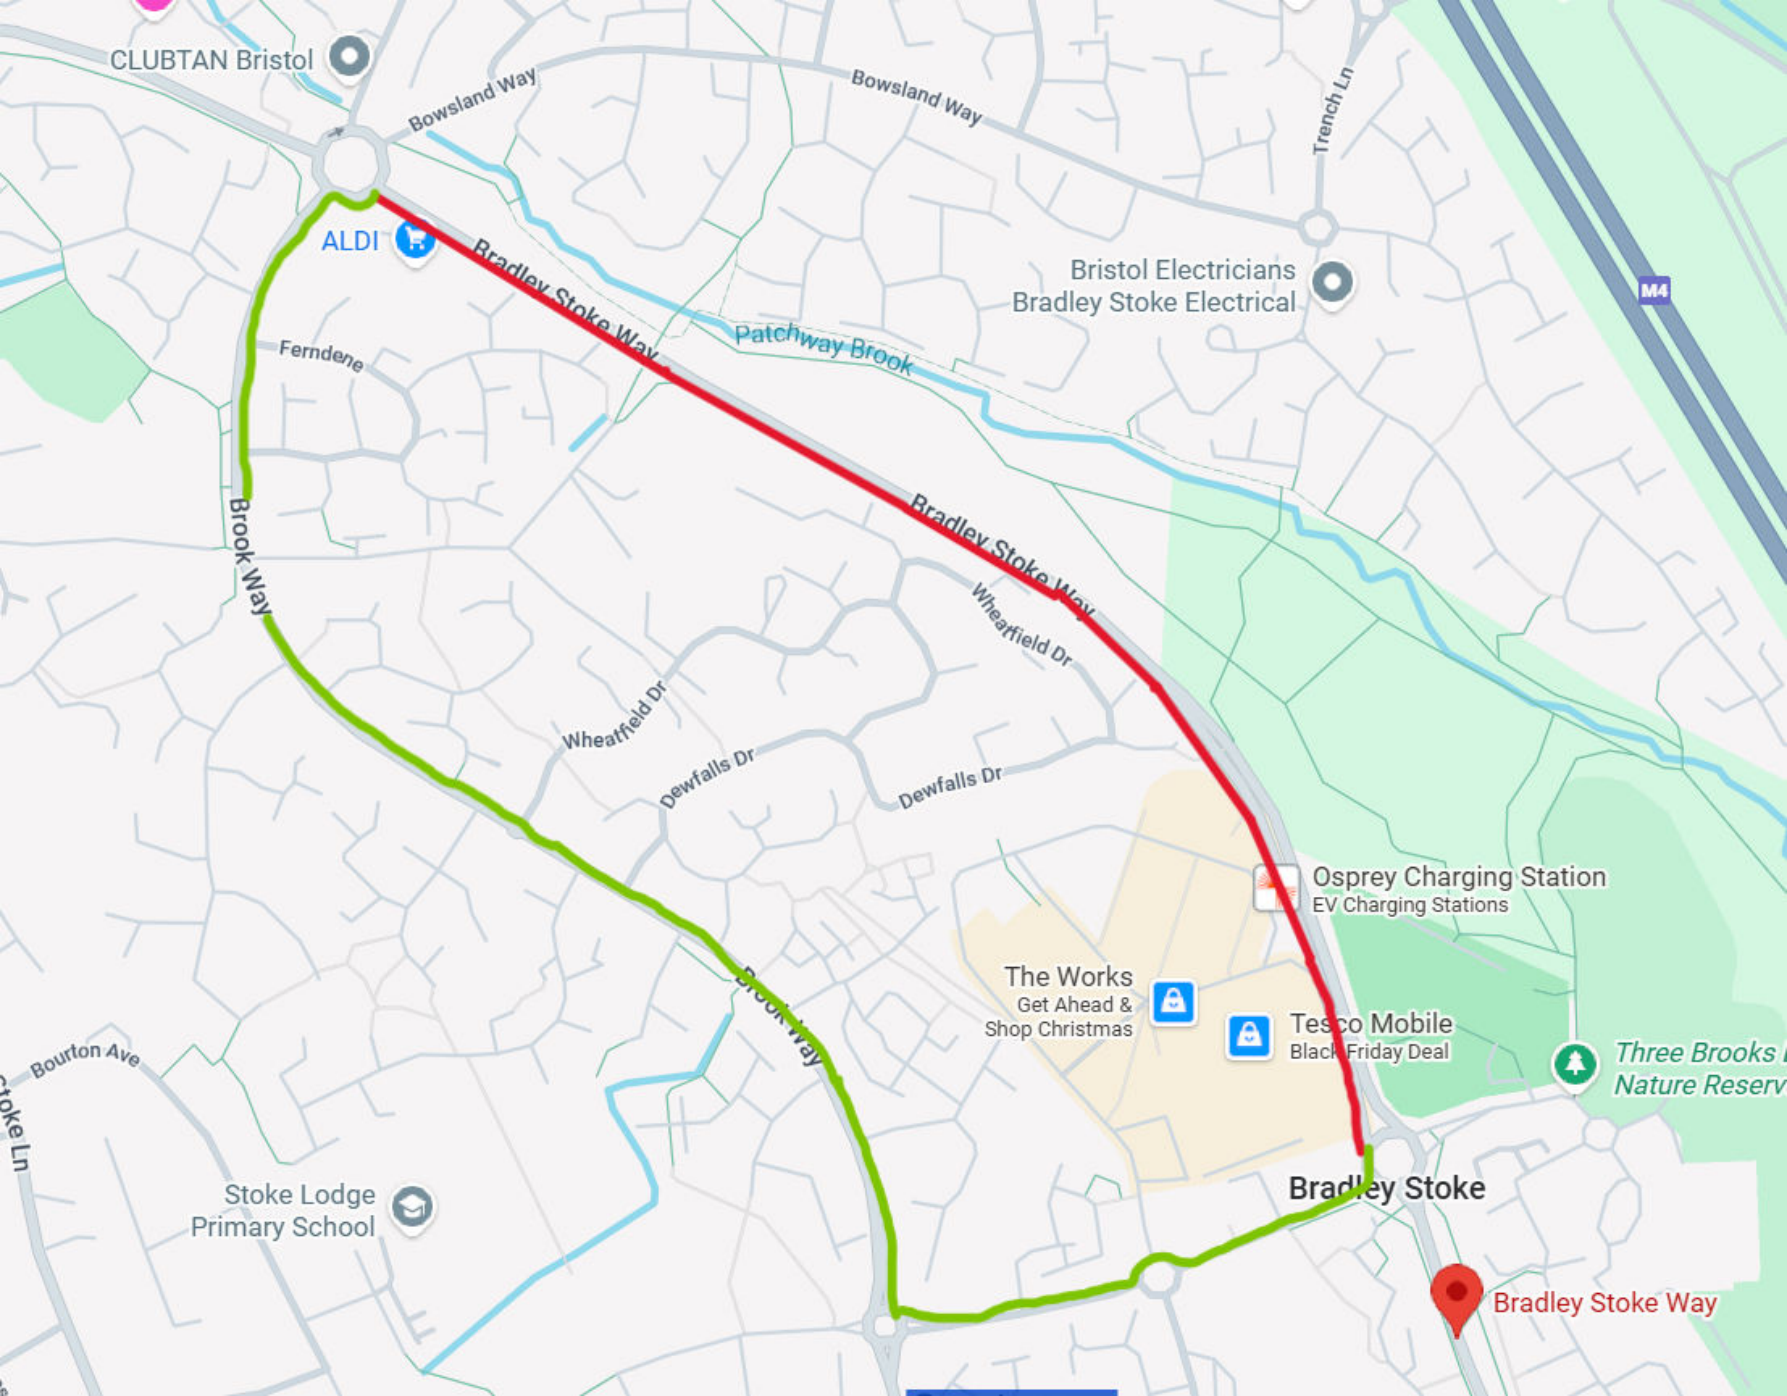 CLUBTAN Bristol
Bowsland Way
Bowsland Way
Trench Ln
ALDI
Bradley Stoke Way
Bristol Electricians
Bradley Stoke Electrical
M4
Ferndene
Patchway Brook
Brook Way
Bradley Stoke Way
Wheatfield Dr
Wheatfield Dr
Dewfalls Dr
Dewfalls Dr
Osprey Charging Station
EV Charging Stations
The Works
Get Ahead &
Shop Christmas
Brook Way
Tesco Mobile
Black Friday Deal
Three Brooks
Nature Reserv
Bourton Ave
Stoke Ln
Bradley Stoke
Stoke Lodge
Primary School
Bradley Stoke Way